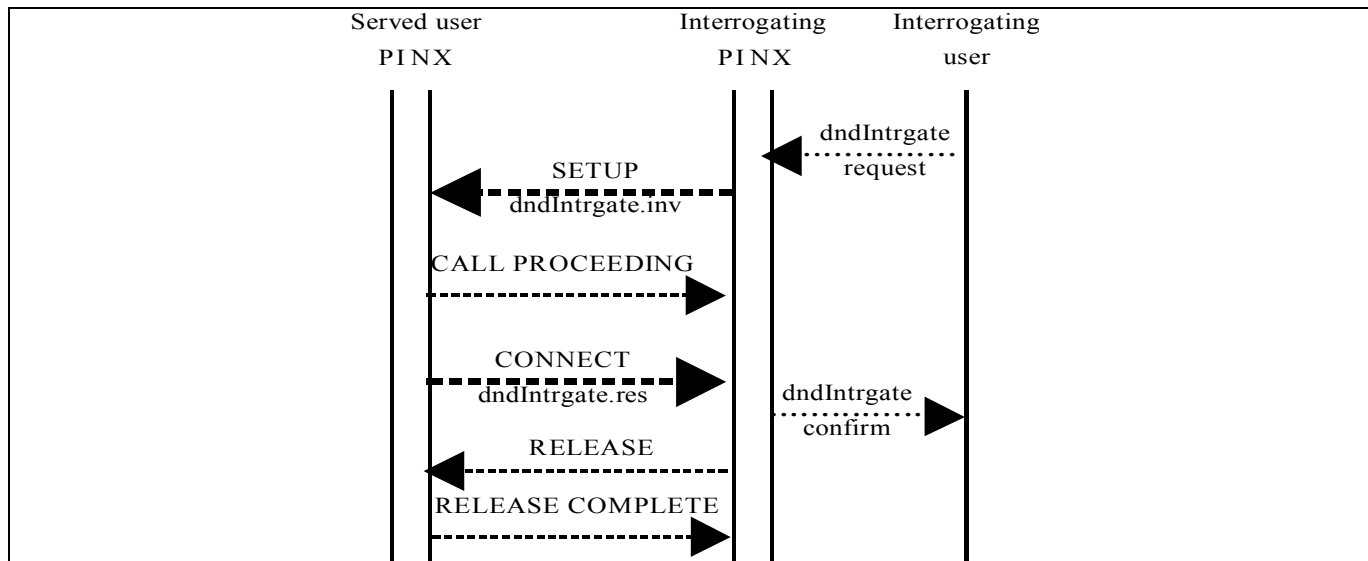 Served user
PINX
Interrogating
PINX
Interrogating
user
dndIntrgate
request
SETUP
dndIntrgate.inv
CALL PROCEEDING
CONNECT
dndIntrgate.res
dndIntrgate
confirm
RELEASE
RELEASE COMPLETE